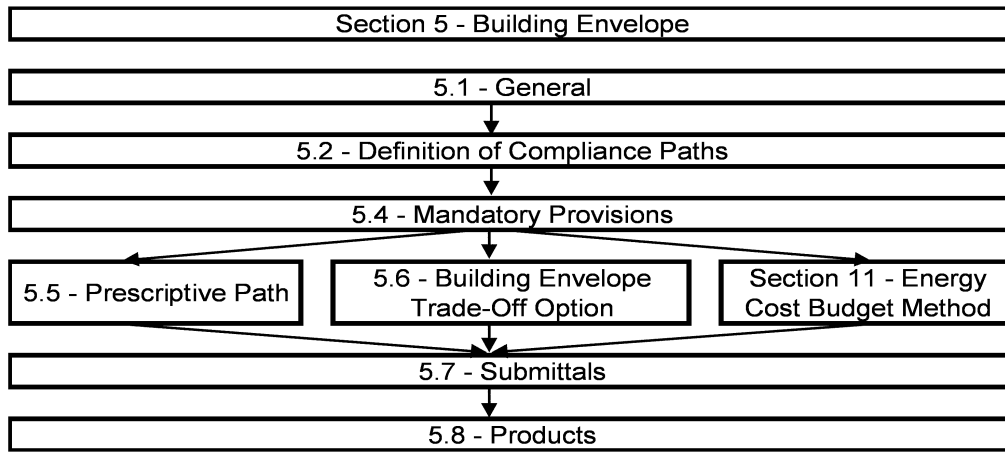 Section 5 - Building Envelope
5.1 - General
5.2 - Definition of Compliance Paths
5.4 - Mandatory Provisions
5.5 - Prescriptive Path
5.6 - Building Envelope
Trade-Off Option
Section 11 - Energy
Cost Budget Method
5.7 - Submittals
5.8 - Products